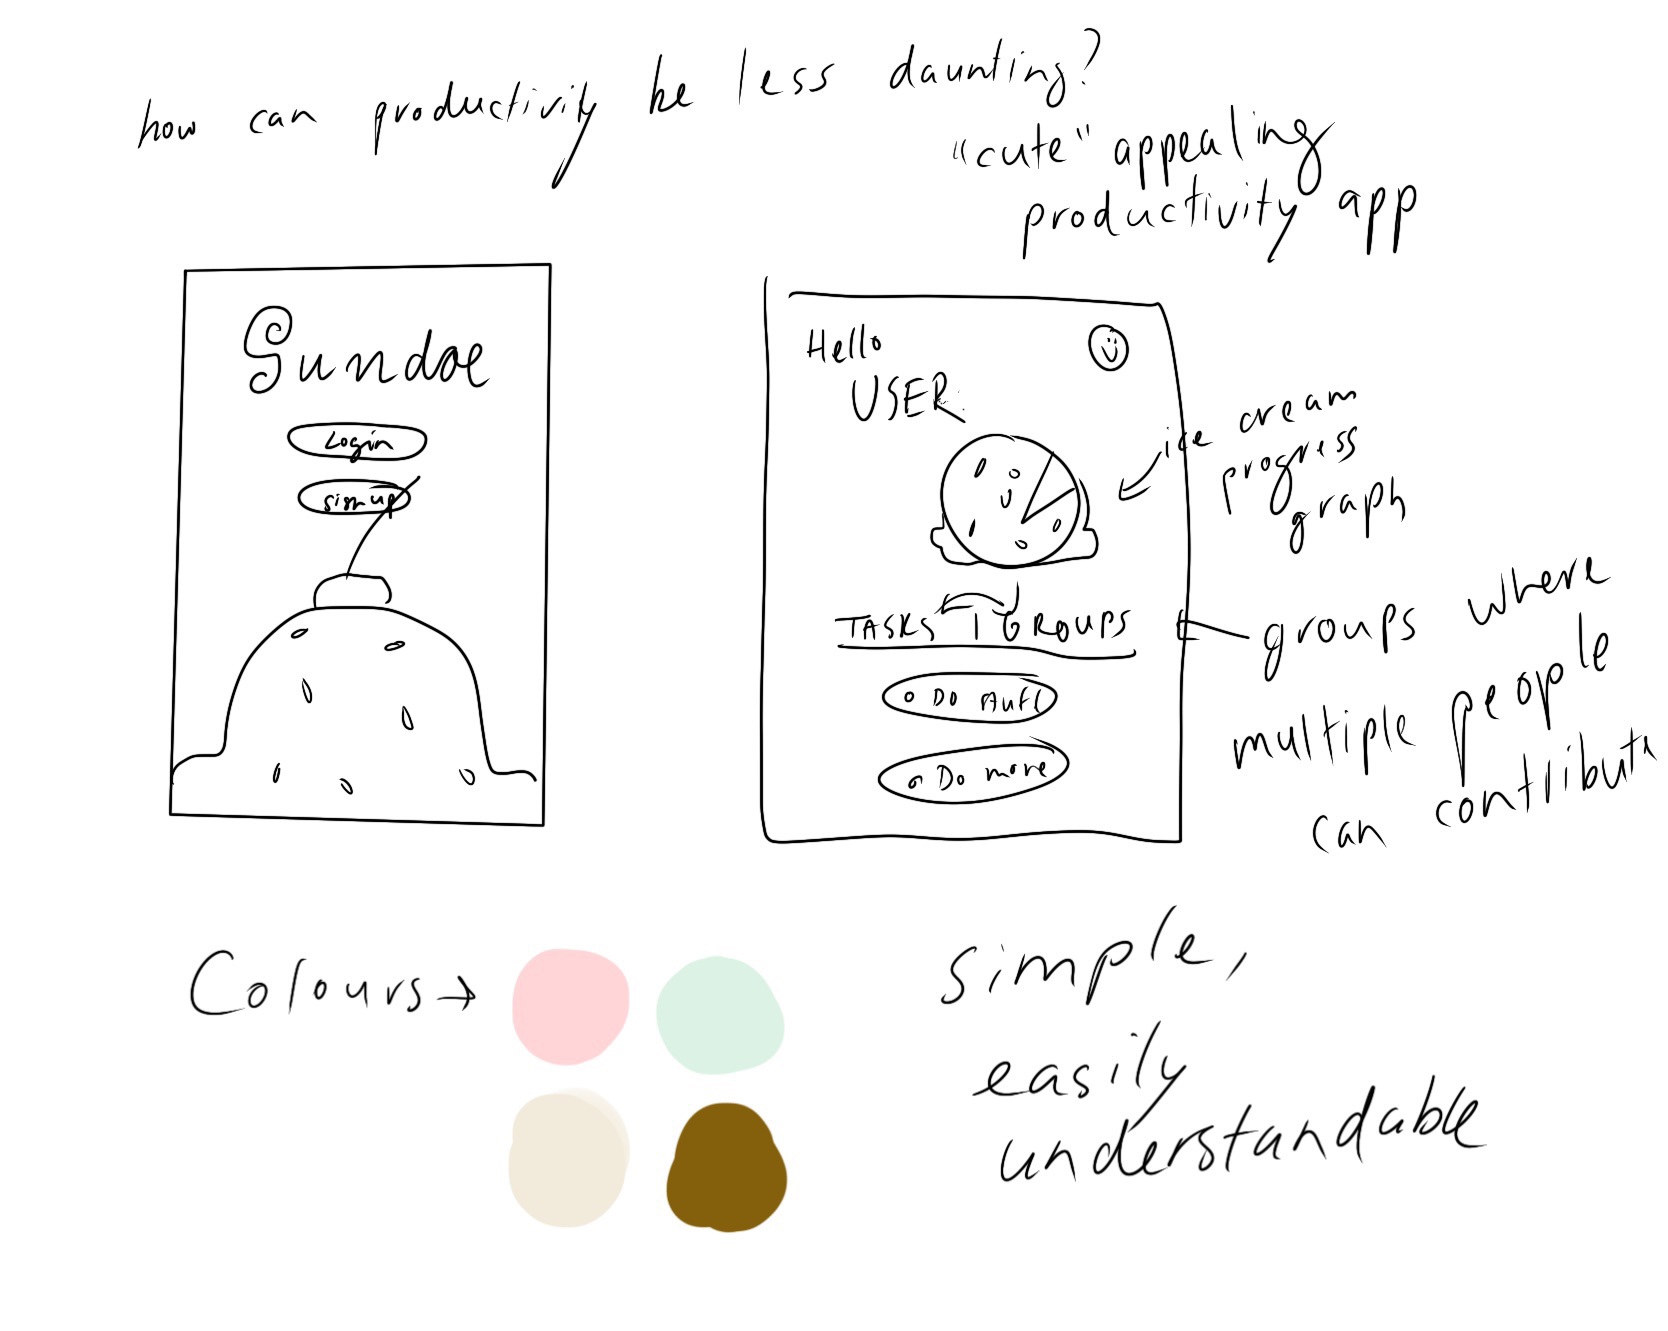 how can productivity be less daunting?
"cute" appealing
productivity app
Sundae
Login
sign up
Hello
USER
ice cream
progress
graph
TASKS | GROUPS
Do stuff
Do more
groups where
multiple people
can contribute
Colours →
simple,
easily
understandable